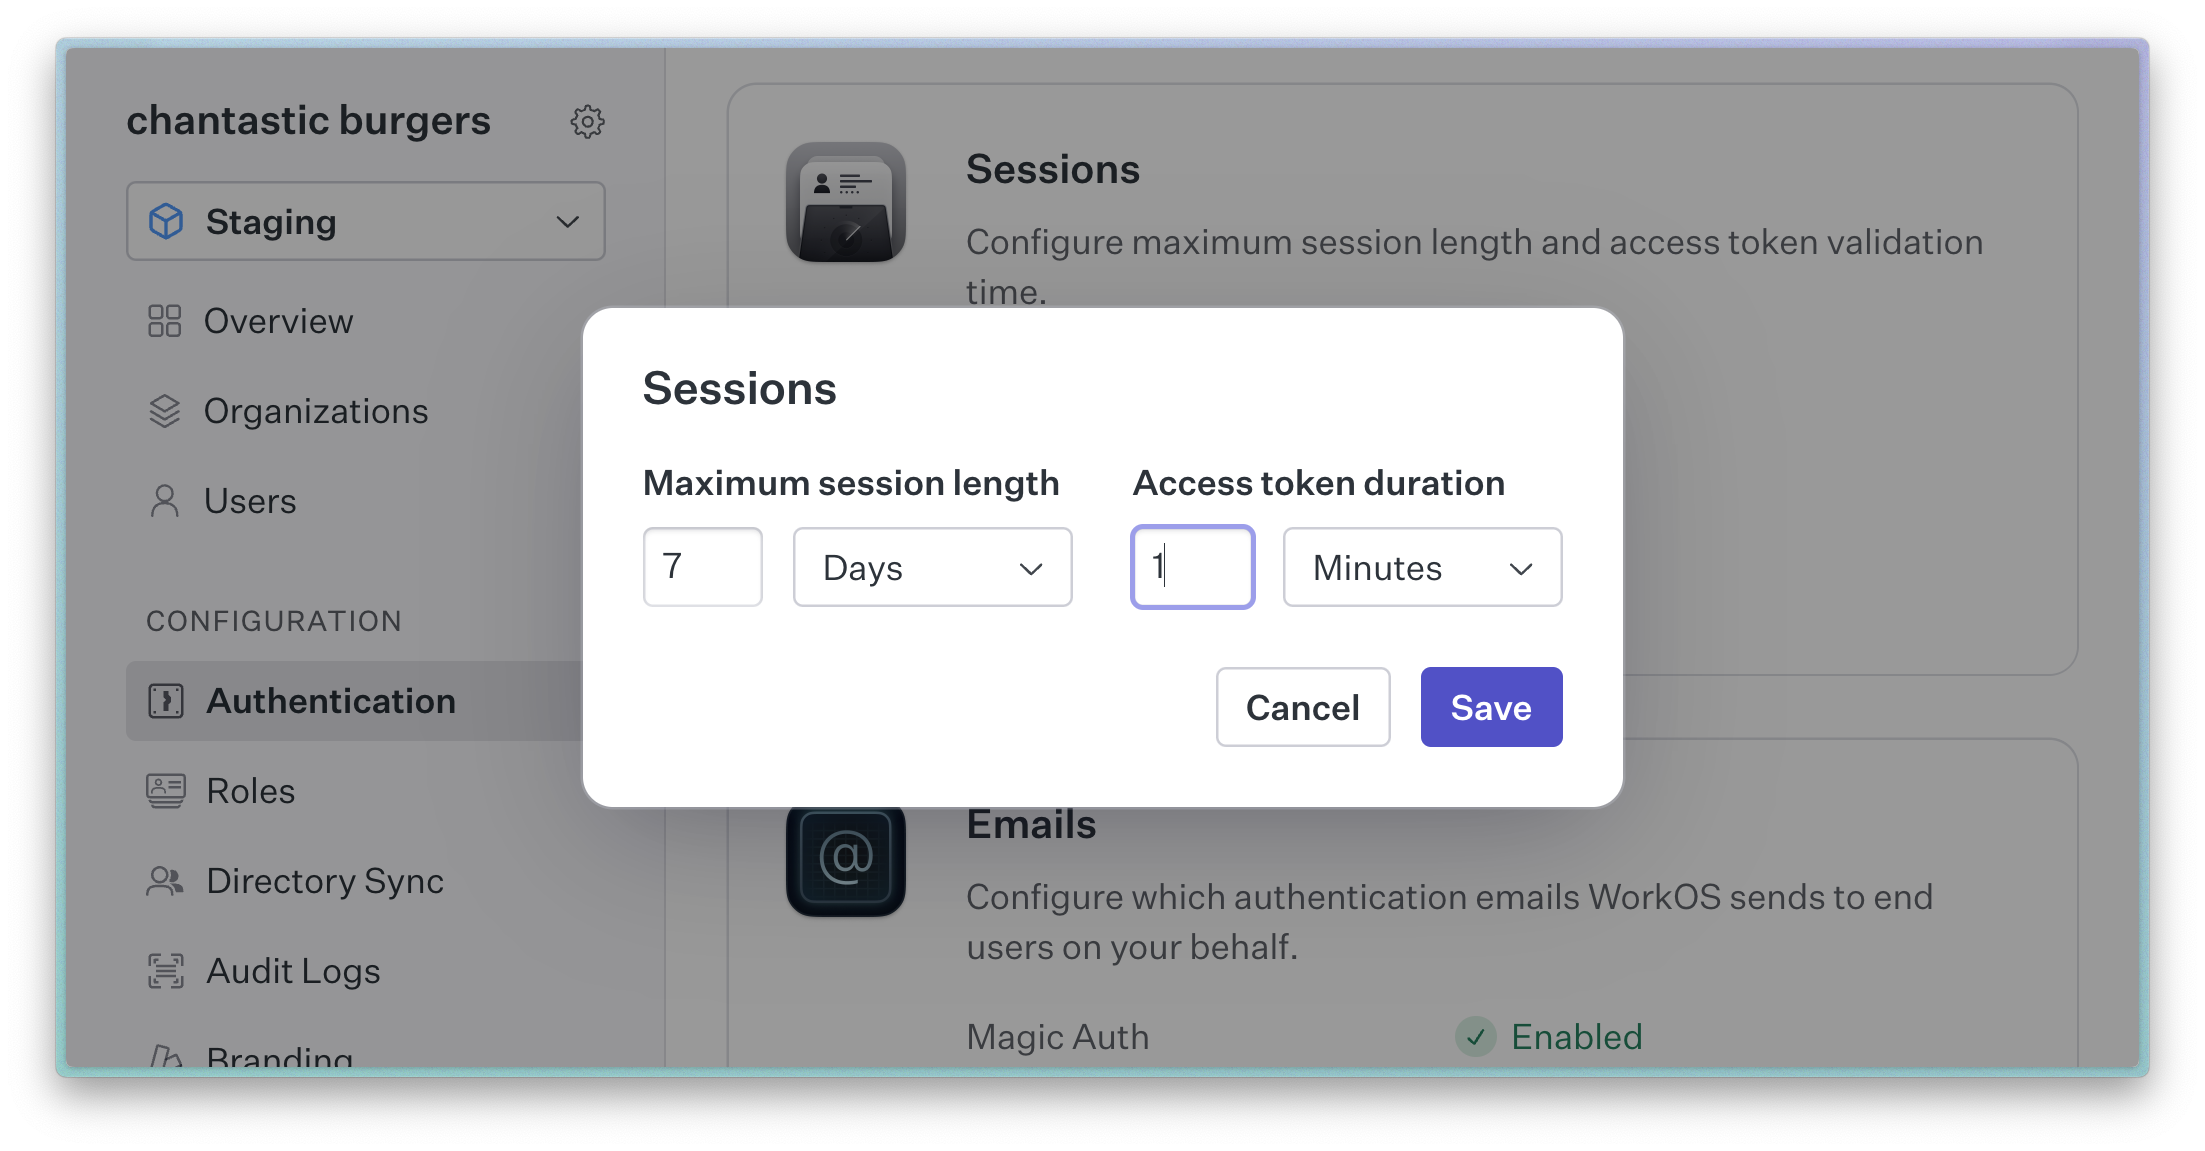 chantastic burgers
Staging
Overview
Organizations
Users
CONFIGURATION
Authentication
Roles
Directory Sync
Audit Logs
Branding
Sessions
Configure maximum session length and access token validation
time.
Sessions
Maximum session length
Access token duration
7
Days
1
Minutes
Cancel
Save
@
Emails
Configure which authentication emails WorkOS sends to end
users on your behalf.
Magic Auth
Enabled